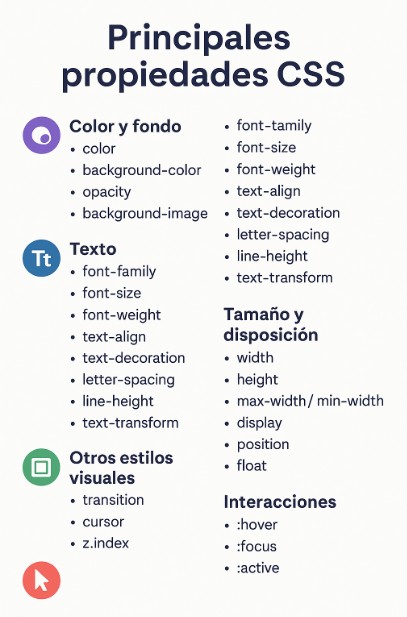 Principales
propiedades CSS
Color y fondo
• color
• background-color
• opacity
• background-image
Tt
Texto
• font-family
• font-size
• font-weight
• text-align
• text-decoration
• letter-spacing
• line-height
• text-transform
Otros estilos
visuales
• transition
• cursor
• z.index
• font-tamily
• font-size
• font-weight
• text-align
• text-decoration
• letter-spacing
• line-height
• text-transform
Tamaño y
disposición
• width
• height
• max-width/ min-width
• display
• position
• float
Interacciones
• :hover
• :focus
• :active